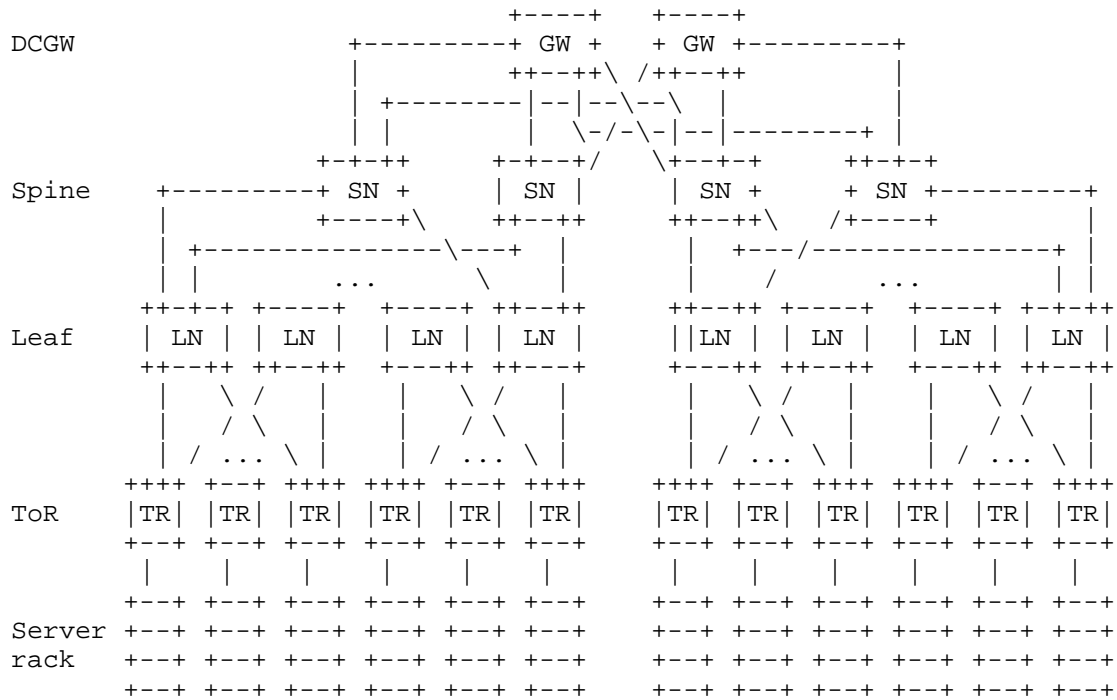 DCGW GW GW
Spine SN SN SN SN
... ...
Leaf LN LN LN LN LN LN LN LN
... ... ... ...
ToR TR TR TR TR TR TR TR TR TR TR TR TR
Server
rack